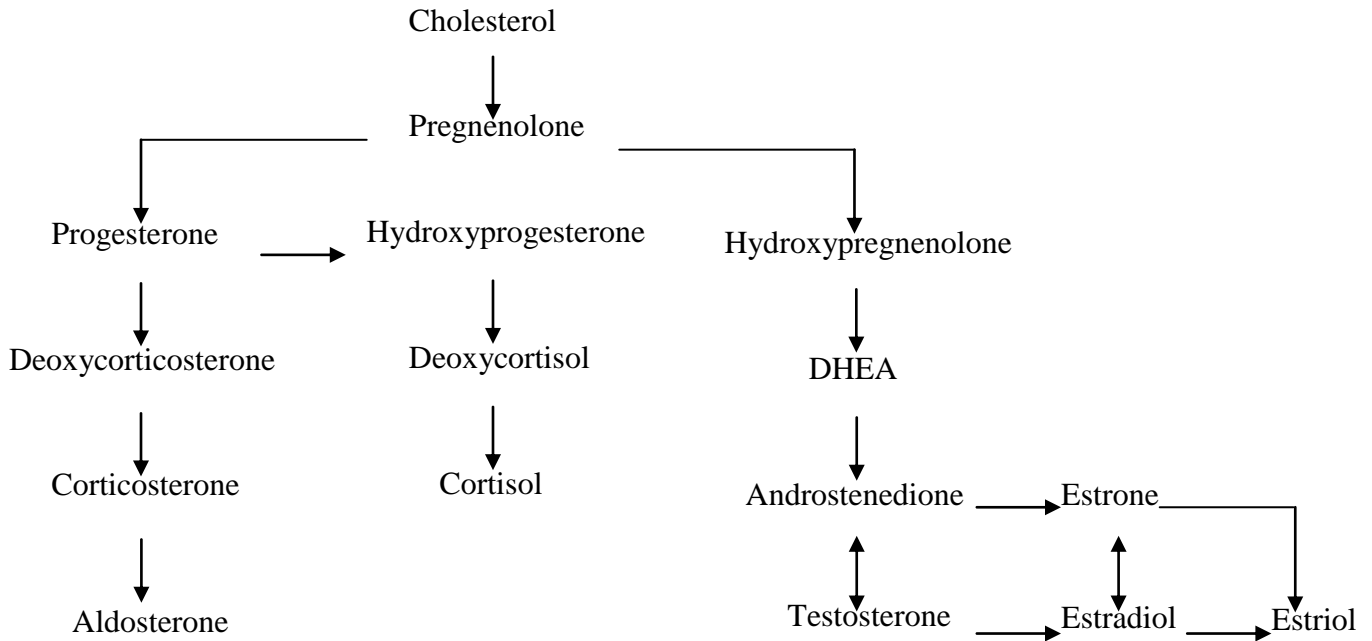 Cholesterol
Pregnenolone
Progesterone
Hydroxyprogesterone
Hydroxypregnenolone
Deoxycorticosterone
Deoxycortisol
DHEA
Corticosterone
Cortisol
Androstenedione
Estrone
Aldosterone
Testosterone
Estradiol
Estriol